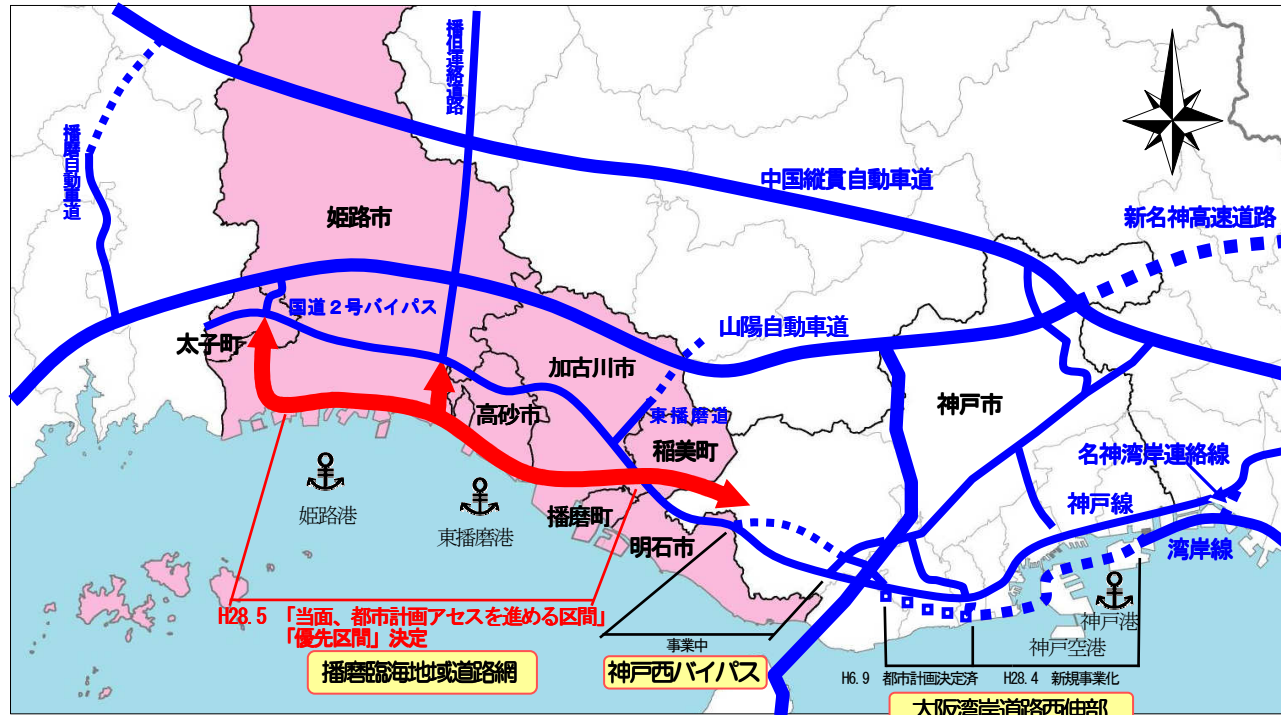 播但連絡道路
播磨自動車道
中国縦貫自動車道
新名神高速道路
姫路市
国道2号バイパス
山陽自動車道
太子町
加古川市
高砂市
東播磨道
神戸市
稲美町
名神湾岸連絡線
神戸線
姫路港
東播磨港
播磨町
明石市
湾岸線
神戸港
神戸空港
H28.5 「当面、都市計画アセスを進める区間」
「優先区間」決定
事業中
播磨臨海地域道路網
神戸西バイパス
H6.9 都市計画決定済
H28.4 新規事業化
大阪湾岸道路西伸部